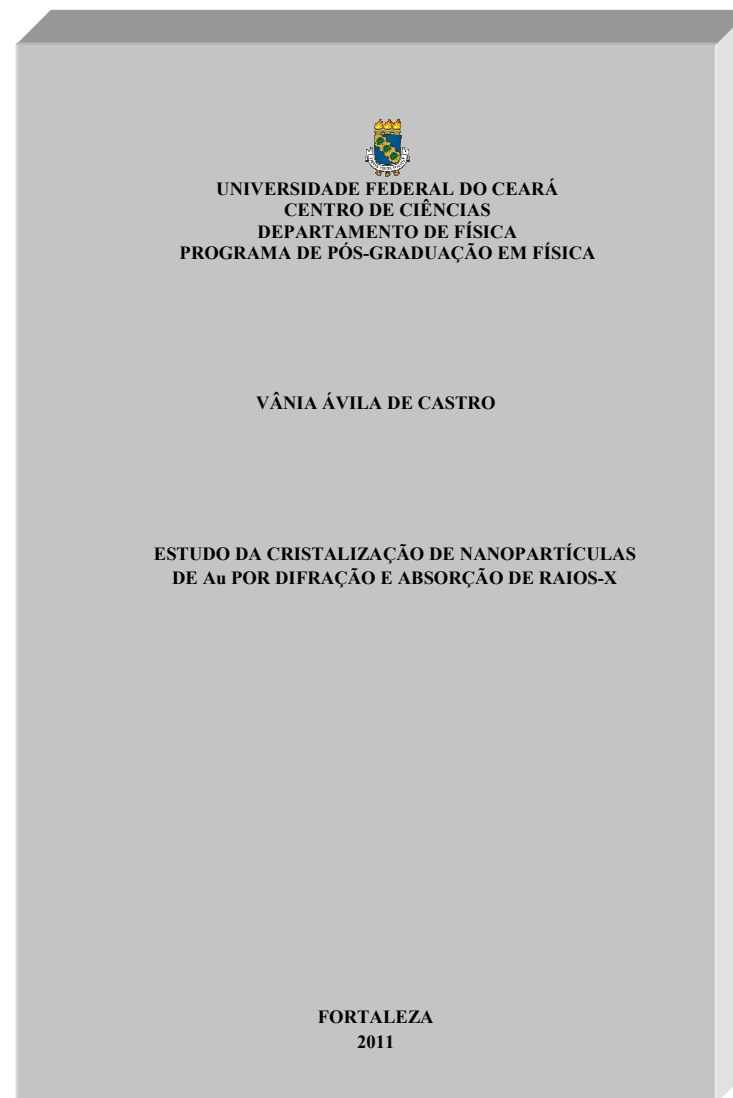 UNIVERSIDADE FEDERAL DO CEARÁ
CENTRO DE CIÊNCIAS
DEPARTAMENTO DE FÍSICA
PROGRAMA DE PÓS-GRADUAÇÃO EM FÍSICA
VÂNIA ÁVILA DE CASTRO
ESTUDO DA CRISTALIZAÇÃO DE NANOPARTÍCULAS
DE Au POR DIFRAÇÃO E ABSORÇÃO DE RAIOS-X
FORTALEZA
2011